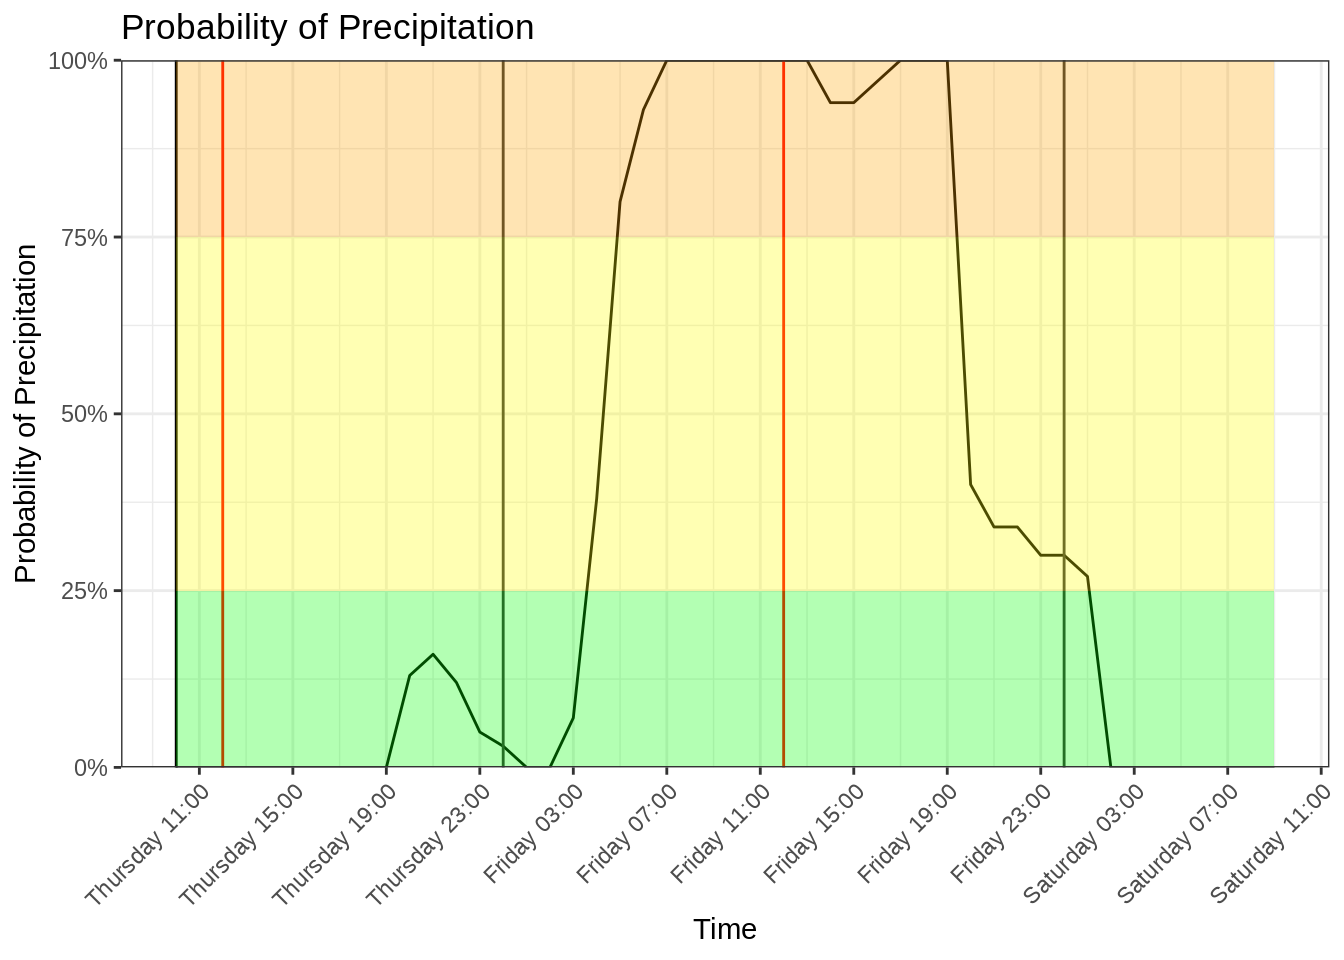 Probability of Precipitation
Probability of Precipitation
100%
75%
50%
25%
0%
Thursday 11:00
Thursday 15:00
Thursday 19:00
Thursday 23:00
Friday 03:00
Friday 07:00
Friday 11:00
Friday 15:00
Friday 19:00
Friday 23:00
Saturday 03:00
Saturday 07:00
Saturday 11:00
Time